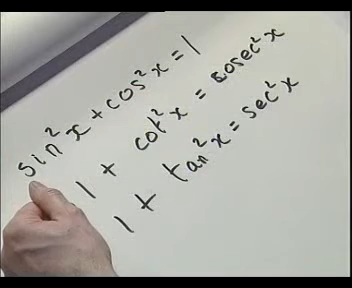 sin²x + cos²x = 1
1 + cot²x = cosec²x
1 + tan²x = sec²x